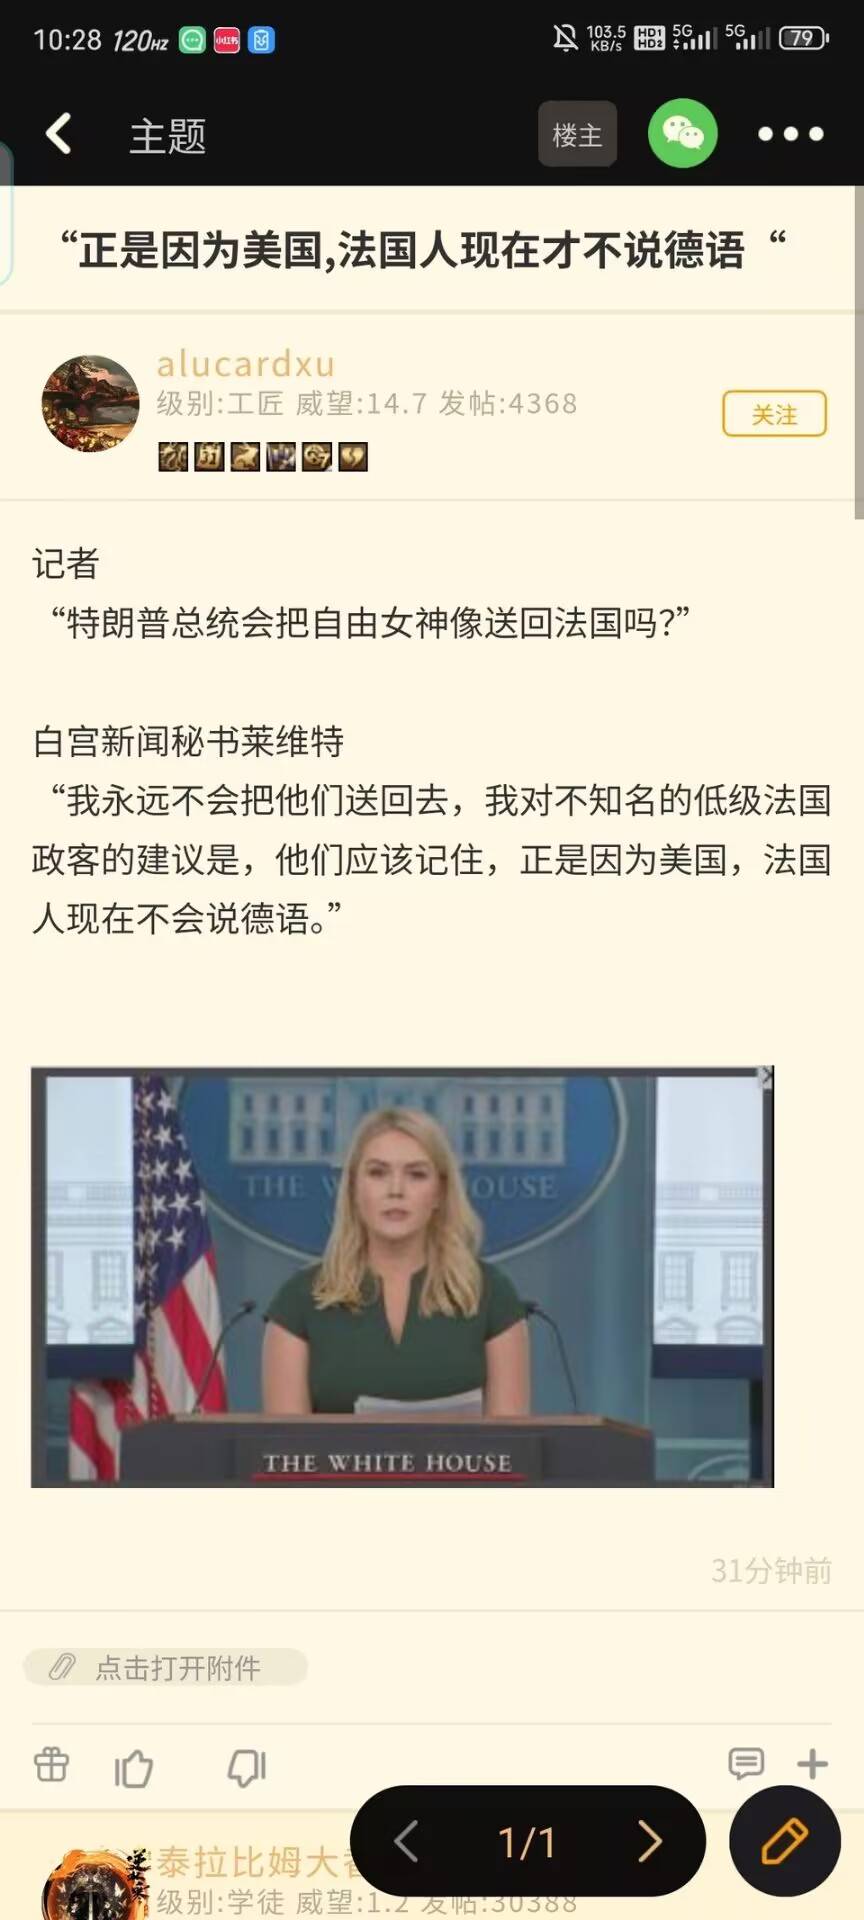 10:28 120HZ 小红书 103.5 KB/s HD1 HD2 5G 5G 79
主题 楼主
“正是因为美国,法国人现在才不说德语“
alucardxu
级别:工匠 威望:14.7 发帖:4368
关注
记者
“特朗普总统会把自由女神像送回法国吗?”
白宫新闻秘书莱维特
“我永远不会把他们送回去，我对不知名的低级法国
政客的建议是，他们应该记住，正是因为美国，法国
人现在不会说德语。”
THE WHITE HOUSE
THE WHITE HOUSE
31分钟前
点击打开附件
1/1
泰拉比姆大
级别:学徒 威望:1.2 发帖:30388